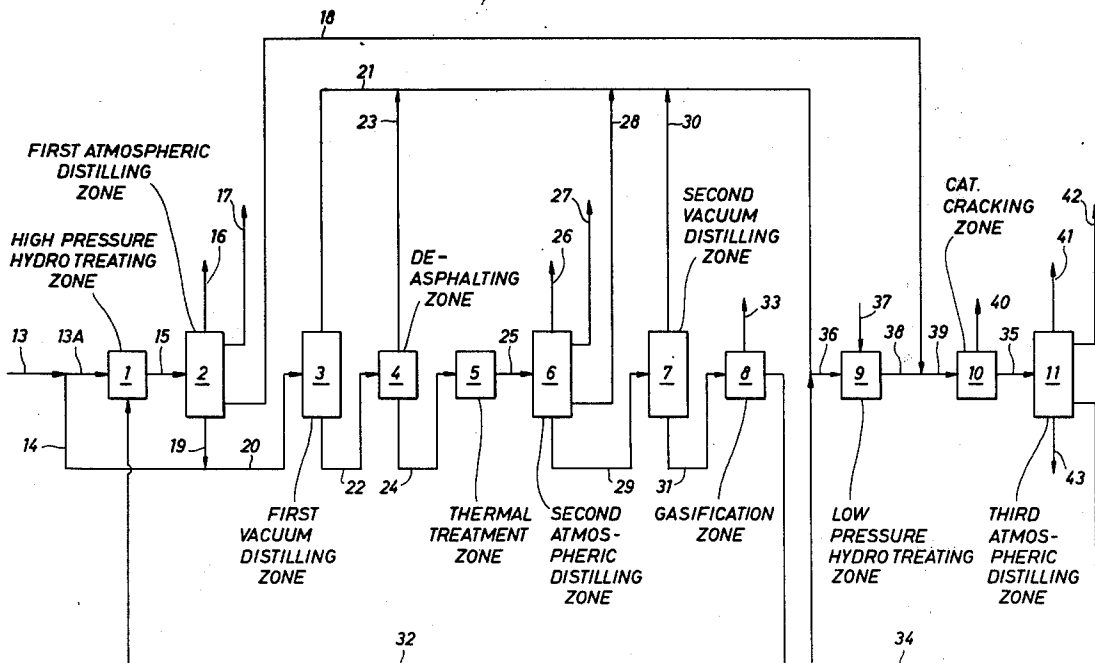 18
21
23
28
30
FIRST ATMOSPHERIC
DISTILLING
ZONE
17
16
HIGH PRESSURE
HYDRO TREATING
ZONE
DE-
ASPHALTING
ZONE
27
26
SECOND
VACUUM
DISTILLING
ZONE
CAT.
CRACKING
ZONE
42
41
40
33
37
13
13A
1
15
2
3
4
5
25
6
7
8
36
9
38
39
10
35
11
14
19
20
22
24
29
31
43
FIRST
VACUUM
DISTILLING
ZONE
THERMAL
TREATMENT
ZONE
SECOND
ATMOS-
PHERIC
DISTILLING
ZONE
GASIFICATION
ZONE
LOW
PRESSURE
HYDRO TREATING
ZONE
THIRD
ATMOS-
PHERIC
DISTILLING
ZONE
32
34